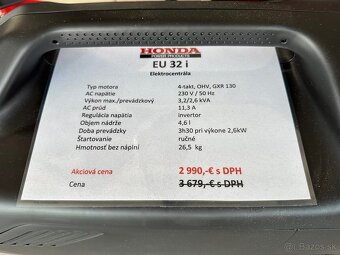 HONDA
POWER PRODUCTS
EU 32 i
Elektrocentrála
Typ motora 4-takt, OHV, GXR 130
AC napätie 230 V / 50 Hz
Výkon max./prevádzkový 3,2/2,6 kVA
AC prúd 11,3 A
Regulácia napätia invertor
Objem nádrže 4,6 l
Doba prevádzky 3h30 pri výkone 2,6kW
Štartovanie ručné
Hmotnosť bez náplní 26,5 kg
Akciová cena 2 990,-€ s DPH
Cena 3 679,-€ s DPH
Bazos.sk